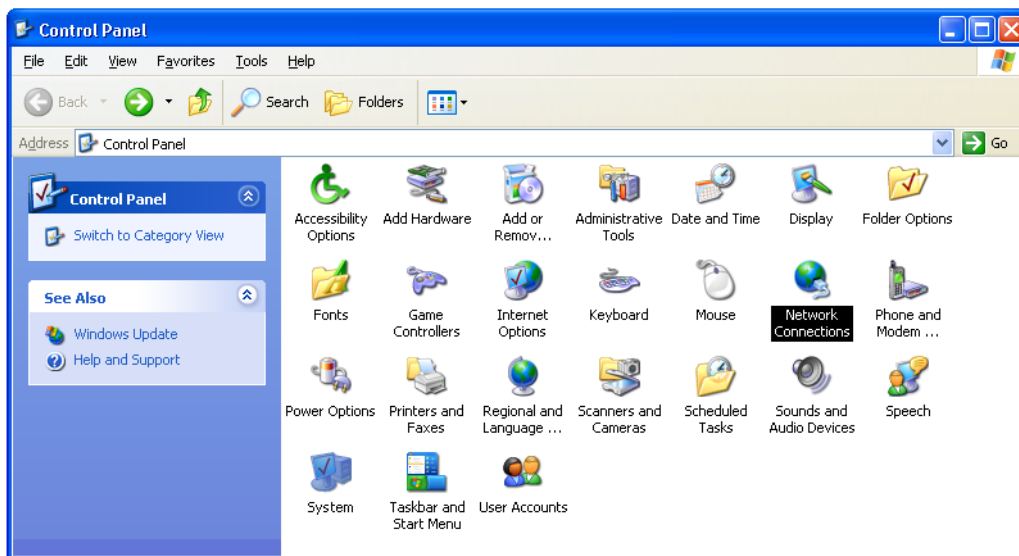 Control Panel
File Edit View Favorites Tools Help
Back Search Folders
Address Control Panel Go
Control Panel
Switch to Category View
See Also
Windows Update
Help and Support
Accessibility Options
Add Hardware
Add or Remov...
Administrative Tools
Date and Time
Display
Folder Options
Fonts
Game Controllers
Internet Options
Keyboard
Mouse
Network Connections
Phone and Modem ...
Power Options
Printers and Faxes
Regional and Language ...
Scanners and Cameras
Scheduled Tasks
Sounds and Audio Devices
Speech
System
Taskbar and Start Menu
User Accounts